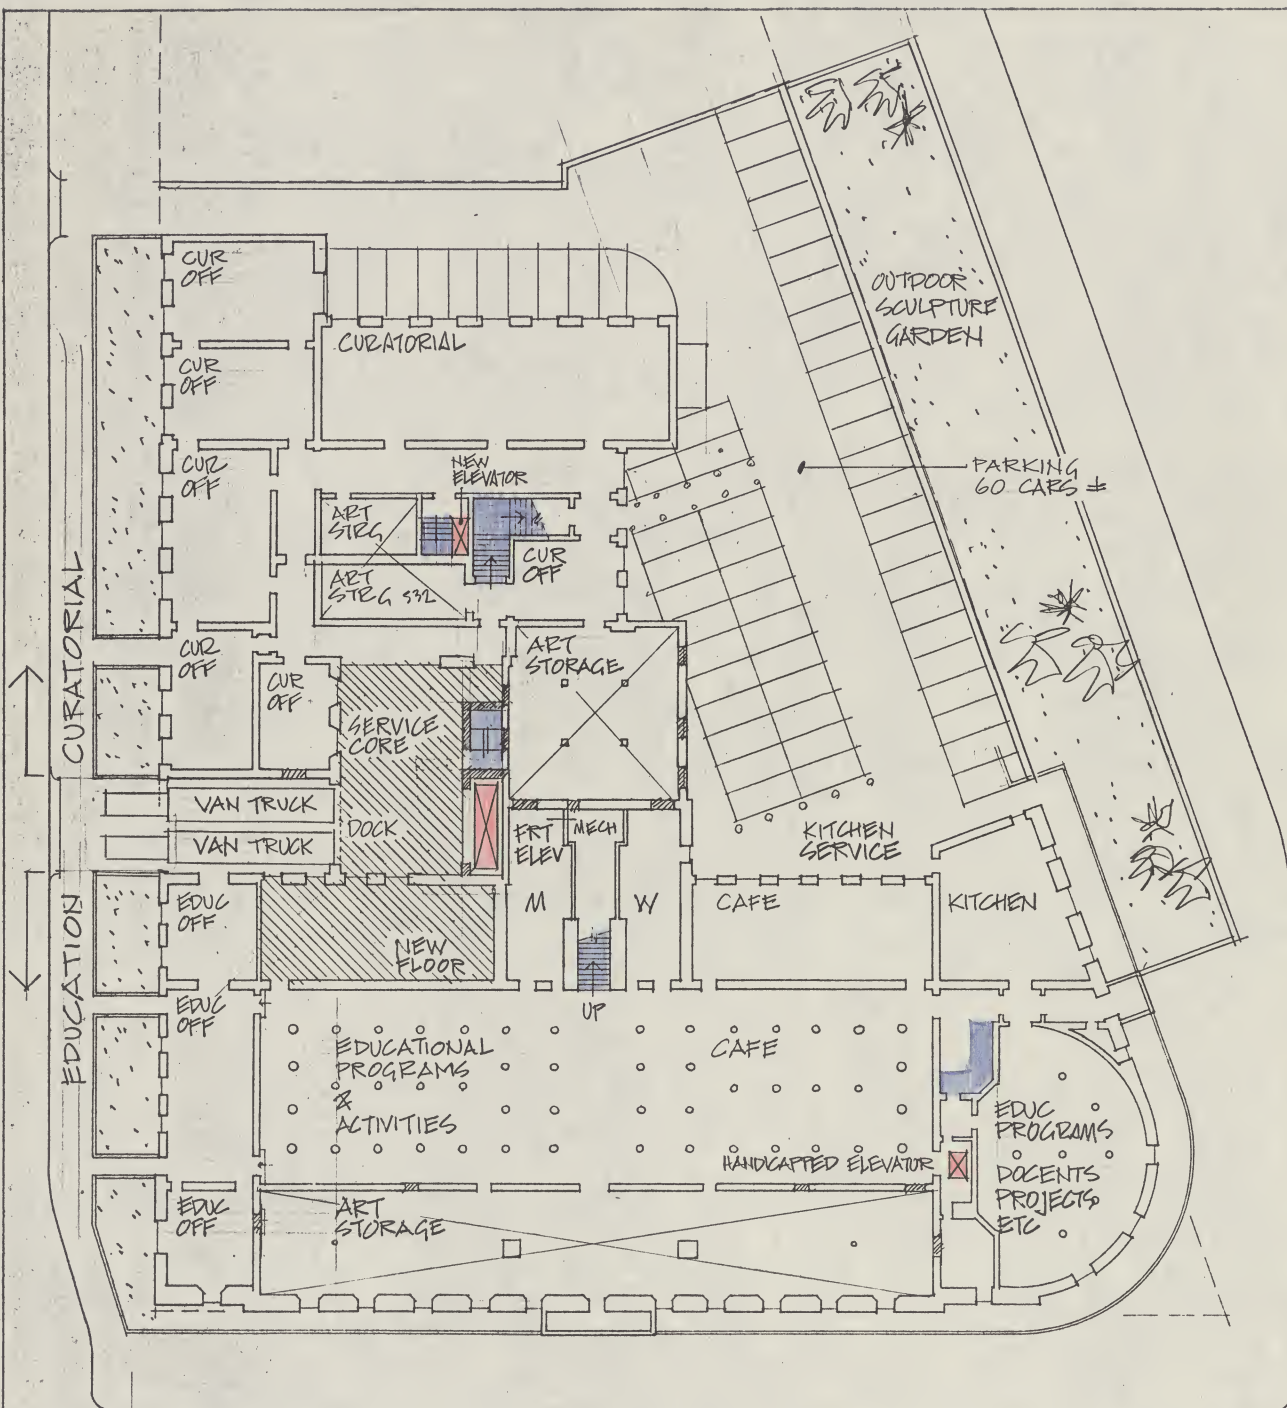 CUR
OFF
OUTDOOR
SCULPTURE
GARDEN
CURATORIAL
CUR
OFF
CUR
OFF
NEW
ELEVATOR
PARKING
60 CARS ±
ART
STRG
CUR
OFF
ART
STRG 532
CURATORIAL
CUR
OFF
ART
STORAGE
CUR
OFF
SERVICE
CORE
VAN TRUCK
DOCK
VAN TRUCK
FRT
ELEV
MECH
KITCHEN
SERVICE
EDUC
OFF
M
W
CAFE
KITCHEN
NEW
FLOOR
EDUCATION
EDUC
OFF
UP
EDUCATIONAL
PROGRAMS
&
ACTIVITIES
CAFE
EDUC
PROGRAMS
HANDICAPPED ELEVATOR
DOCENTS
PROJECTS
ETC
EDUC
OFF
ART
STORAGE